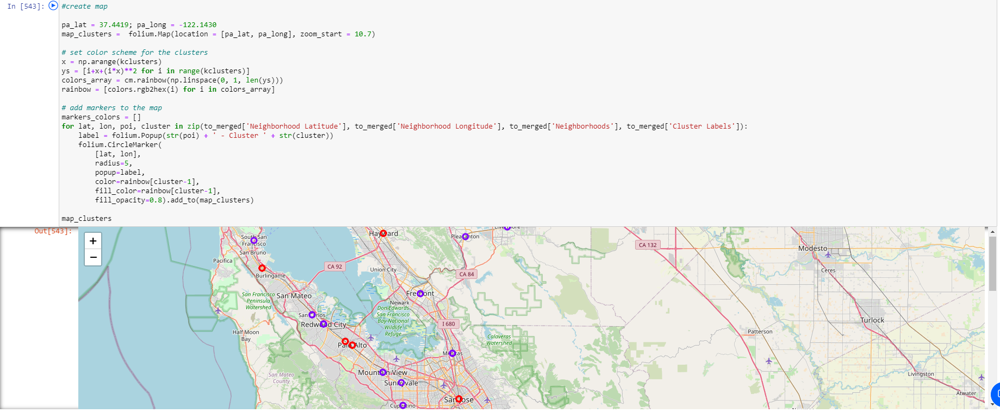 In [543]:
#create map
pa_lat = 37.4419; pa_long = -122.1430
map_clusters =  folium.Map(location = [pa_lat, pa_long], zoom_start = 10.7)
# set color scheme for the clusters
x = np.arange(kclusters)
ys = [i+x+(i*x)**2 for i in range(kclusters)]
colors_array = cm.rainbow(np.linspace(0, 1, len(ys)))
rainbow = [colors.rgb2hex(i) for i in colors_array]
# add markers to the map
markers_colors = []
for lat, lon, poi, cluster in zip(to_merged['Neighborhood Latitude'], to_merged['Neighborhood Longitude'], to_merged['Neighborhoods'], to_merged['Cluster Labels']):
    label = folium.Popup(str(poi) + ' - Cluster ' + str(cluster))
    folium.CircleMarker(
        [lat, lon],
        radius=5,
        popup=label,
        color=rainbow[cluster-1],
        fill_color=rainbow[cluster-1],
        fill_opacity=0.8).add_to(map_clusters)
map_clusters
Out[543]:
+
−
South San
Francisco
San Bruno
Pacifica
Burlingame
San Francisco
Peninsula
Watershed
San Mateo
CA 92
Hayward
Union City
Pleasanton
CA 84
Fremont
Newark
Don Edwards
San Francisco
Bay National
Wildlife
Refuge
San Carlos
Redwood City
Half Moon
Bay
Palo Alto
I 680
Calaveras
Watershed
Milpitas
Mountain View
San Mateo
County
Sunnyvale
San Jose
Cupertino
CA 132
Modesto
Ceres
Turlock
Patterson
Livingston
Atwater